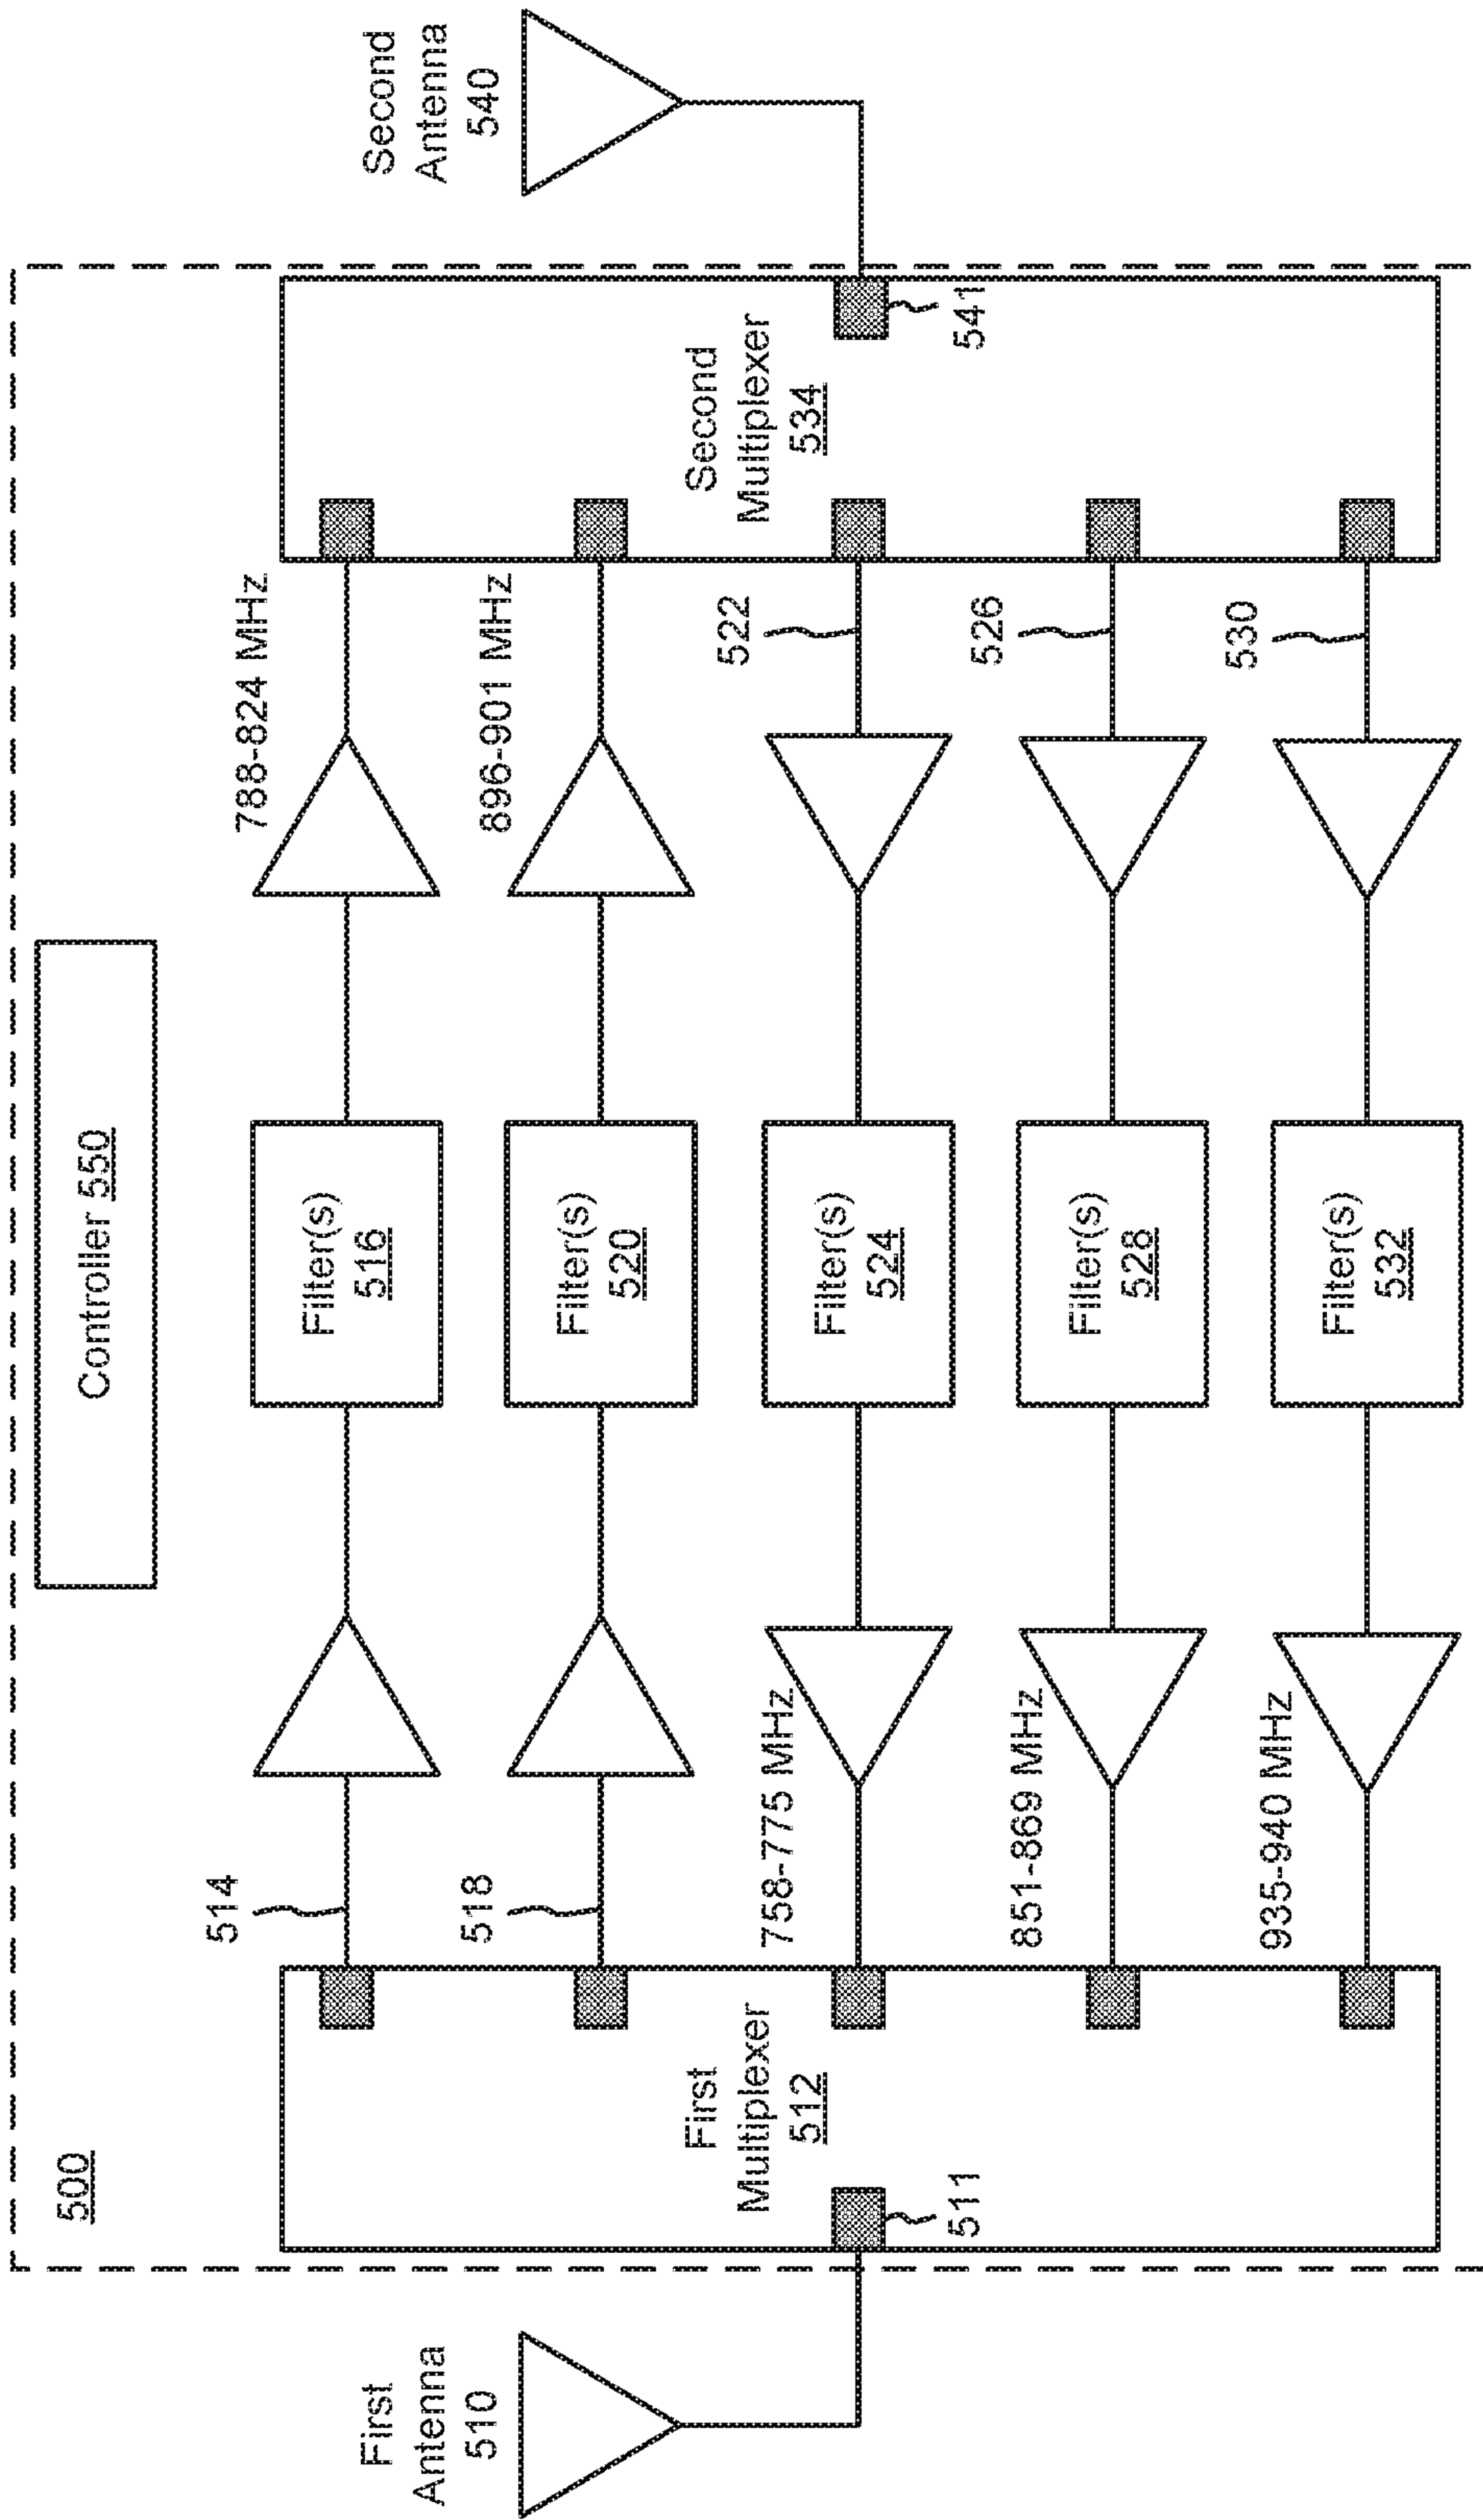 500
Controller 550
First
Antenna
510
Second
Antenna
540
514
Filter(s)
516
788-824 MHz
518
Filter(s)
520
896-901 MHz
First
Multiplexer
512
511
758-775 MHz
Filter(s)
524
522
Second
Multiplexer
534
541
851-869 MHz
Filter(s)
528
526
935-940 MHz
Filter(s)
532
530